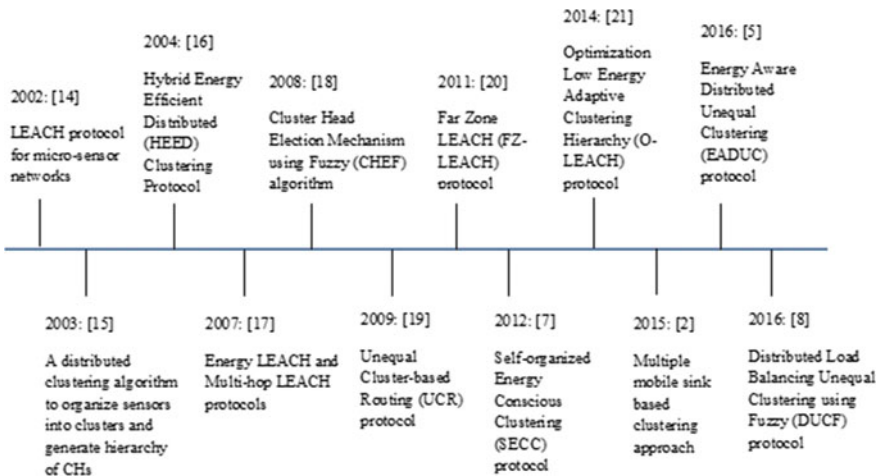 2002: [14]
LEACH protocol
for micro-sensor
networks
2004: [16]
Hybrid Energy
Efficient
Distributed
(HEED)
Clustering
Protocol
2008: [18]
Cluster Head
Election Mechanism
using Fuzzy (CHEF)
algorithm
2011: [20]
Far Zone
LEACH (FZ-
LEACH)
protocol
2014: [21]
Optimization
Low Energy
Adaptive
Clustering
Hierarchy (O-
LEACH)
protocol
2016: [5]
Energy Aware
Distributed
Unequal
Clustering
(EADUC)
protocol
2003: [15]
A distributed
clustering algorithm
to organize sensors
into clusters and
generate hierarchy
of CHs
2007: [17]
Energy LEACH and
Multi-hop LEACH
protocols
2009: [19]
Unequal
Cluster-based
Routing (UCR)
protocol
2012: [7]
Self-organized
Energy
Conscious
Clustering
(SECC)
protocol
2015: [2]
Multiple
mobile sink
based
clustering
approach
2016: [8]
Distributed Load
Balancing Unequal
Clustering using
Fuzzy (DUCF)
protocol